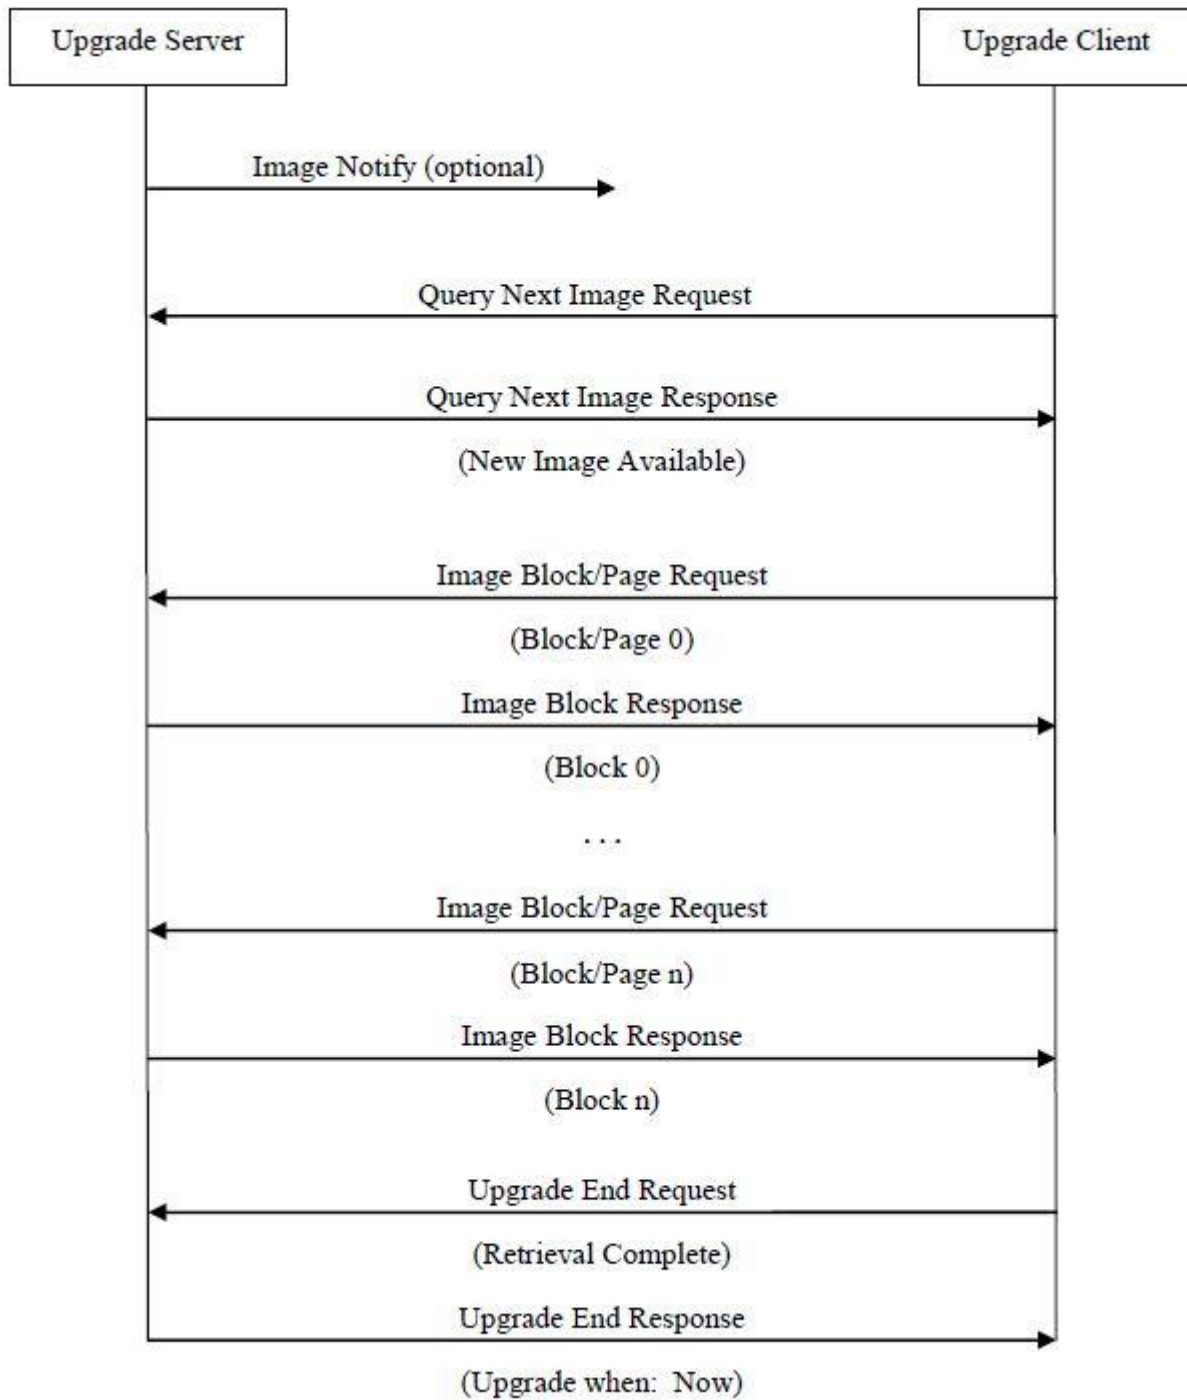 Upgrade Server
Upgrade Client
Image Notify (optional)
Query Next Image Request
Query Next Image Response
(New Image Available)
Image Block/Page Request
(Block/Page 0)
Image Block Response
(Block 0)
. . .
Image Block/Page Request
(Block/Page n)
Image Block Response
(Block n)
Upgrade End Request
(Retrieval Complete)
Upgrade End Response
(Upgrade when:  Now)